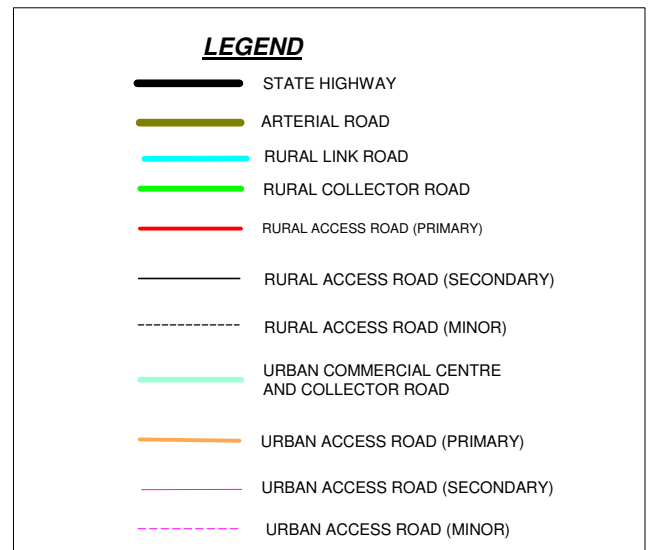 LEGEND
STATE HIGHWAY
ARTERIAL ROAD
RURAL LINK ROAD
RURAL COLLECTOR ROAD
RURAL ACCESS ROAD (PRIMARY)
RURAL ACCESS ROAD (SECONDARY)
RURAL ACCESS ROAD (MINOR)
URBAN COMMERCIAL CENTRE
AND COLLECTOR ROAD
URBAN ACCESS ROAD (PRIMARY)
URBAN ACCESS ROAD (SECONDARY)
URBAN ACCESS ROAD (MINOR)